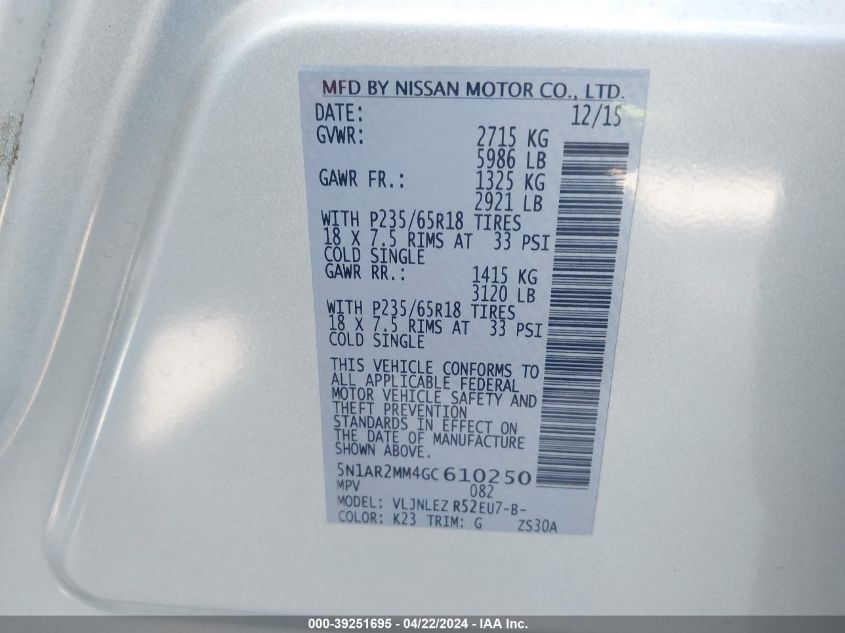 MFD BY NISSAN MOTOR CO., LTD.
DATE: 12/15
GVWR: 2715 KG
5986 LB
GAWR FR.: 1325 KG
2921 LB
WITH P235/65R18 TIRES
18 X 7.5 RIMS AT 33 PSI
COLD SINGLE
GAWR RR.: 1415 KG
3120 LB
WITH P235/65R18 TIRES
18 X 7.5 RIMS AT 33 PSI
COLD SINGLE
THIS VEHICLE CONFORMS TO
ALL APPLICABLE FEDERAL
MOTOR VEHICLE SAFETY AND
THEFT PREVENTION
STANDARDS IN EFFECT ON
THE DATE OF MANUFACTURE
SHOWN ABOVE.
5N1AR2MM4GC610250
MPV 082
MODEL: VLJNLEZ R52EU7-B-
COLOR: K23 TRIM: G ZS30A
000-39251695 - 04/22/2024 - IAA Inc.